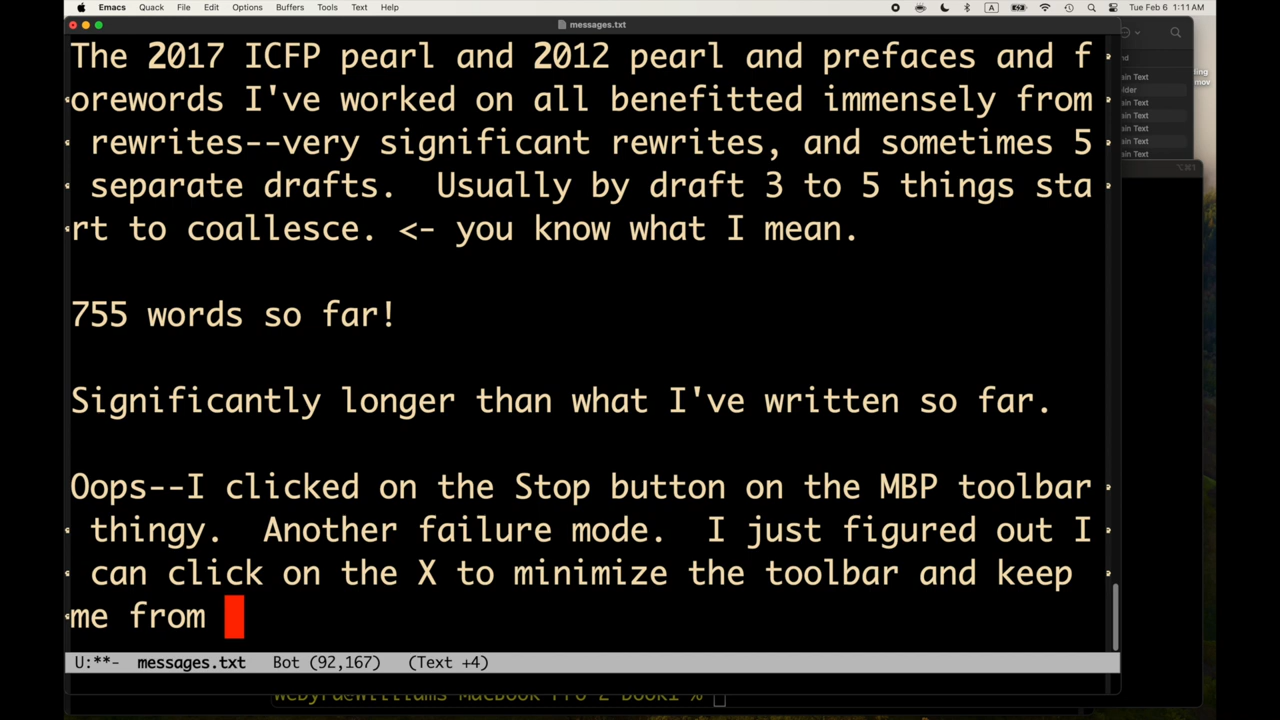 Emacs Quack File Edit Options Buffers Tools Text Help
Tue Feb 6 1:11 AM
messages.txt
The 2017 ICFP pearl and 2012 pearl and prefaces and f
orewords I've worked on all benefitted immensely from
rewrites--very significant rewrites, and sometimes 5
separate drafts.  Usually by draft 3 to 5 things sta
rt to coallesce. <- you know what I mean.
755 words so far!
Significantly longer than what I've written so far.
Oops--I clicked on the Stop button on the MBP toolbar
thingy.  Another failure mode.  I just figured out I
can click on the X to minimize the toolbar and keep
me from
U:**- messages.txt Bot (92,167) (Text +4)